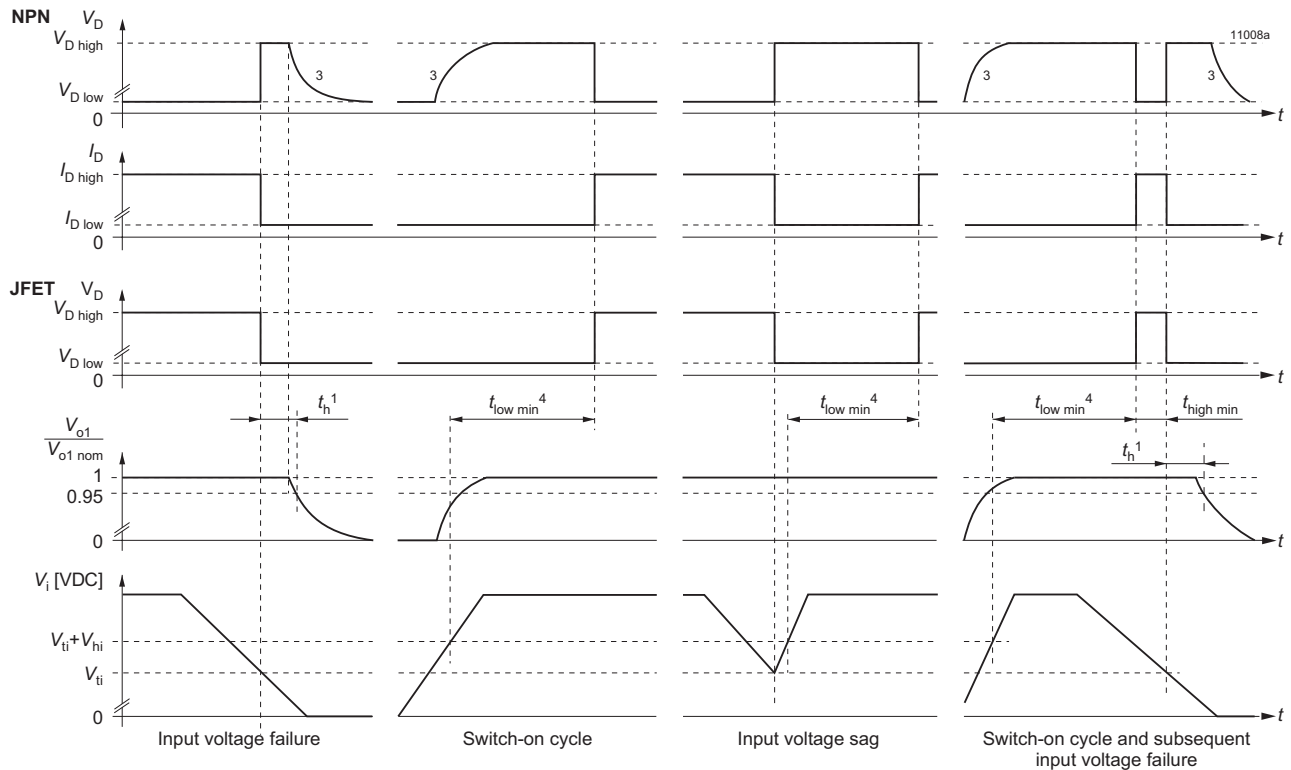 NPN V_D 11008a
V_D high
3 3 3 3
V_D low
0 t
I_D
I_D high
I_D low
0 t
JFET V_D
V_D high
V_D low
0 t
t_h^1 t_low min^4 t_low min^4 t_low min^4 t_high min
V_o1
V_o1 nom
t_h^1
1
0.95
0 t
V_i [VDC]
V_ti+V_hi
V_ti
0 t
Input voltage failure Switch-on cycle Input voltage sag Switch-on cycle and subsequent
input voltage failure